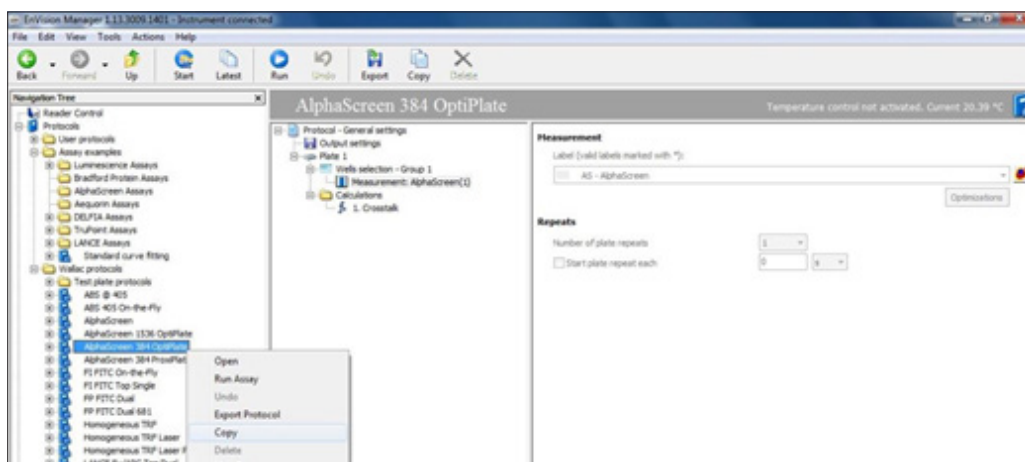 EnVision Manager 1.13.3009.1401 - Instrument connected
File Edit View Tools Actions Help
Back Forward Up Start Latest Run Undo Export Copy Delete
Navigation Tree
Reader Control
Protocols
User protocols
Assay examples
Luminescence Assays
Bradford Protein Assays
AlphaScreen Assays
Aequorin Assays
DELFIA Assays
TruPoint Assays
LANCE Assays
Standard curve fitting
Wallac protocols
Test plate protocols
ABS @ 405
ABS 405 On-the-Fly
AlphaScreen
AlphaScreen 1536 OptiPlate
AlphaScreen 384 OptiPlate
AlphaScreen 384 ProxiPlat
FI FITC On-the-Fly
FI FITC Top Single
FP FITC Dual
FP FITC Dual 681
Homogeneous TRF
Homogeneous TRF Laser
Homogeneous TRF Laser F
Open
Run Assay
Undo
Export Protocol
Copy
Delete
AlphaScreen 384 OptiPlate
Temperature control not activated. Current 20.39 °C
Protocol - General settings
Output settings
Plate 1
Wells selection - Group 1
Measurement: AlphaScreen(1)
Calculations
1. Crosstalk
Measurement
Label (valid labels marked with *):
AS - AlphaScreen
Optimizations
Repeats
Number of plate repeats 1
Start plate repeat each 0 s